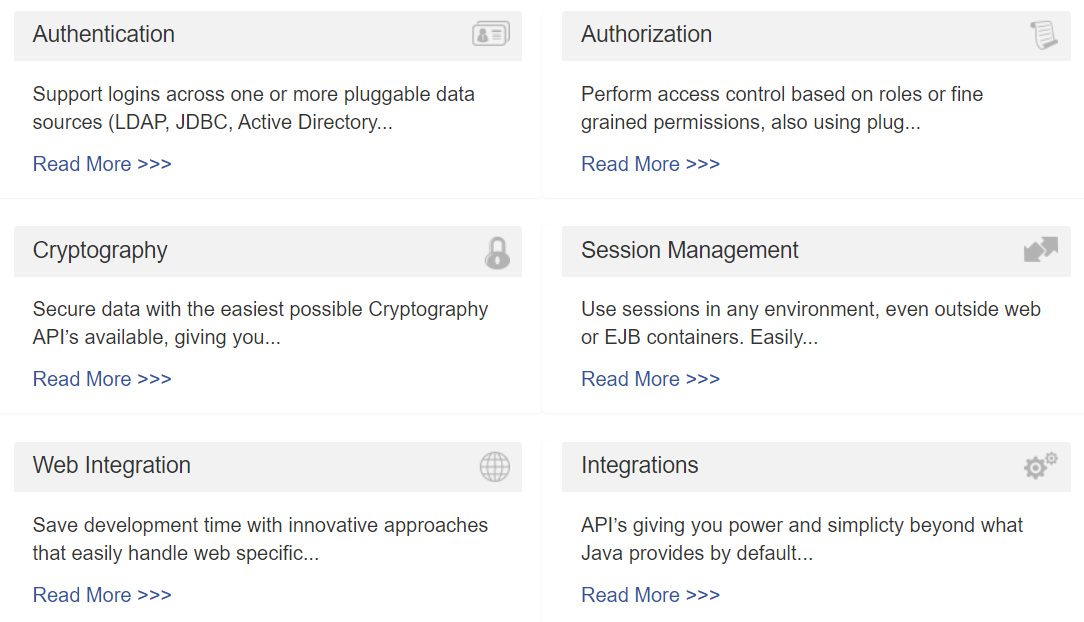 Authentication
Support logins across one or more pluggable data
sources (LDAP, JDBC, Active Directory...
Read More >>>
Authorization
Perform access control based on roles or fine
grained permissions, also using plug...
Read More >>>
Cryptography
Secure data with the easiest possible Cryptography
API’s available, giving you...
Read More >>>
Session Management
Use sessions in any environment, even outside web
or EJB containers. Easily...
Read More >>>
Web Integration
Save development time with innovative approaches
that easily handle web specific...
Read More >>>
Integrations
API’s giving you power and simplicty beyond what
Java provides by default...
Read More >>>